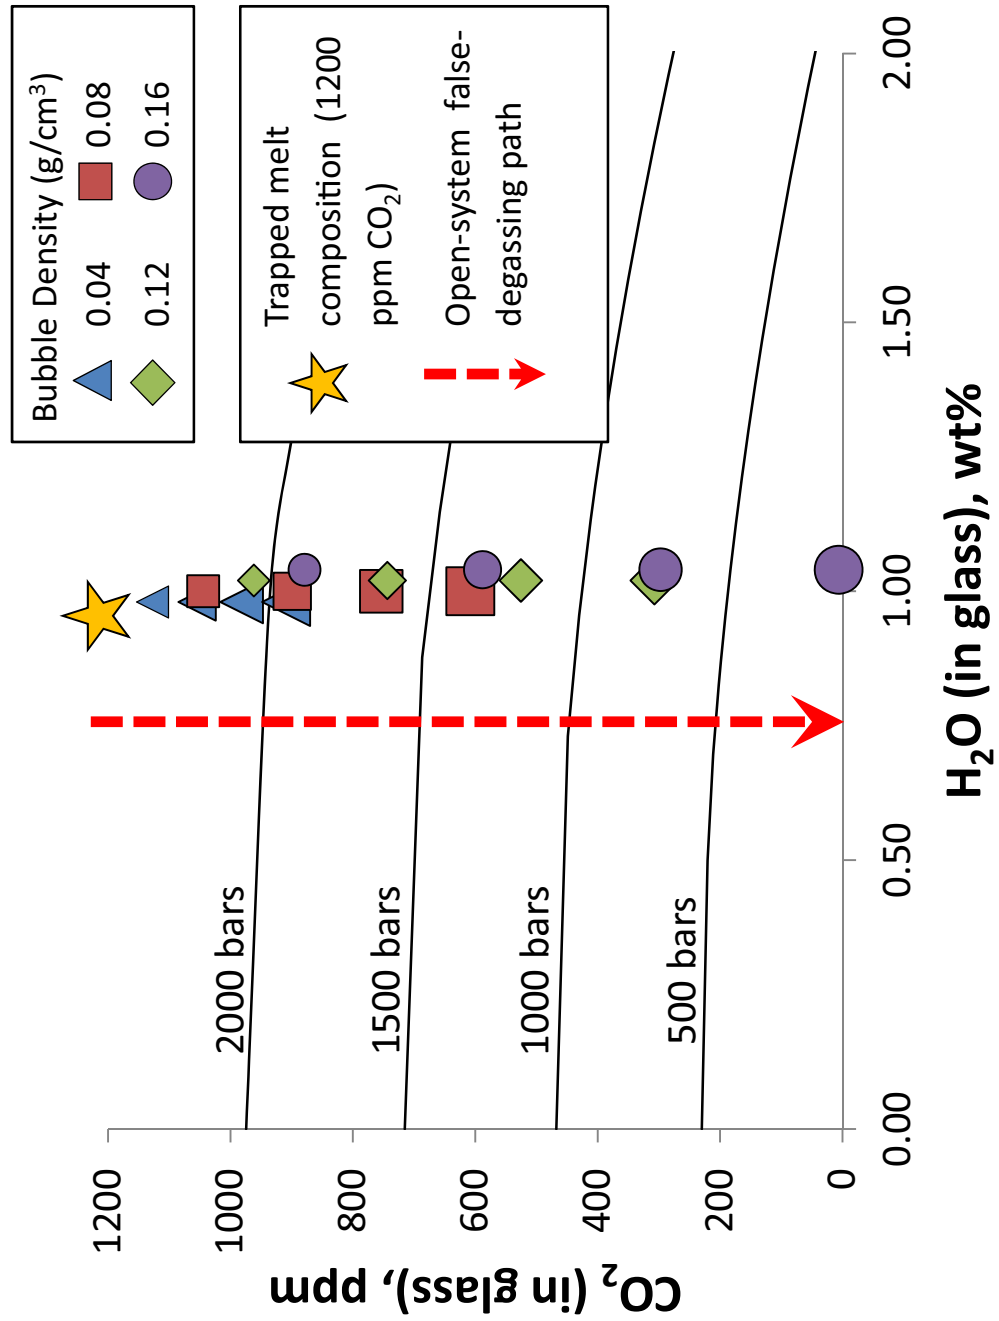 Bubble Density (g/cm³)
0.04 0.08
0.12 0.16
Trapped melt
composition (1200
ppm CO₂)
Open-system false-
degassing path
2000 bars
1500 bars
1000 bars
500 bars
1200
1000
800
600
400
200
0
CO₂ (in glass), ppm
0.00 0.50 1.00 1.50 2.00
H₂O (in glass), wt%